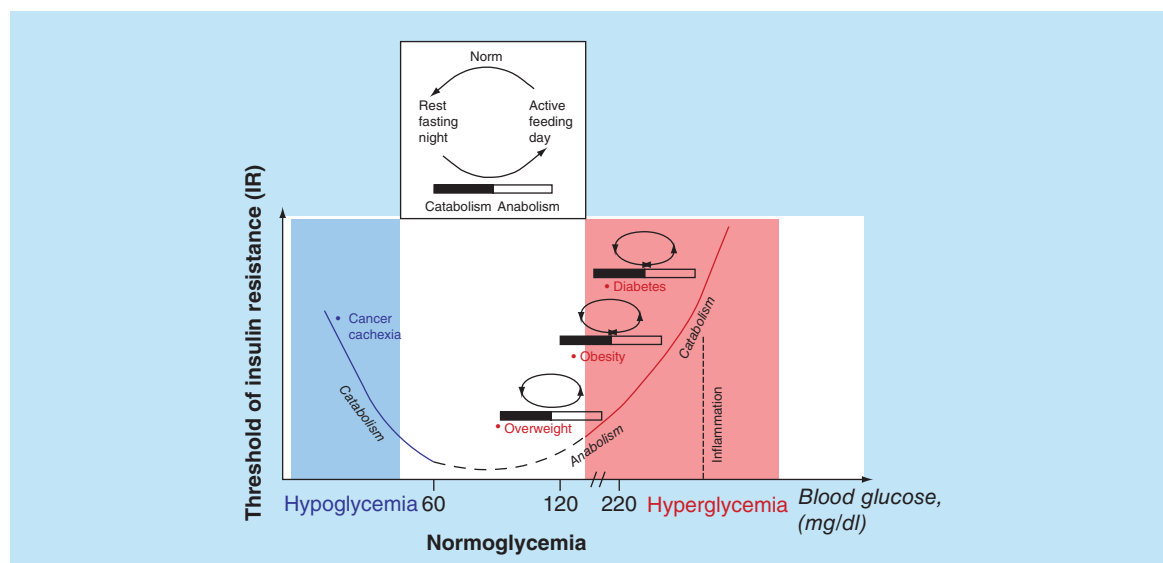 Norm
Rest
fasting
night
Active
feeding
day
Catabolism Anabolism
Threshold of insulin resistance (IR)
• Diabetes
• Cancer
cachexia
• Obesity
Catabolism
Catabolism
• Overweight
Anabolism
Inflammation
Hypoglycemia 60 120 220 Hyperglycemia Blood glucose,
(mg/dl)
Normoglycemia